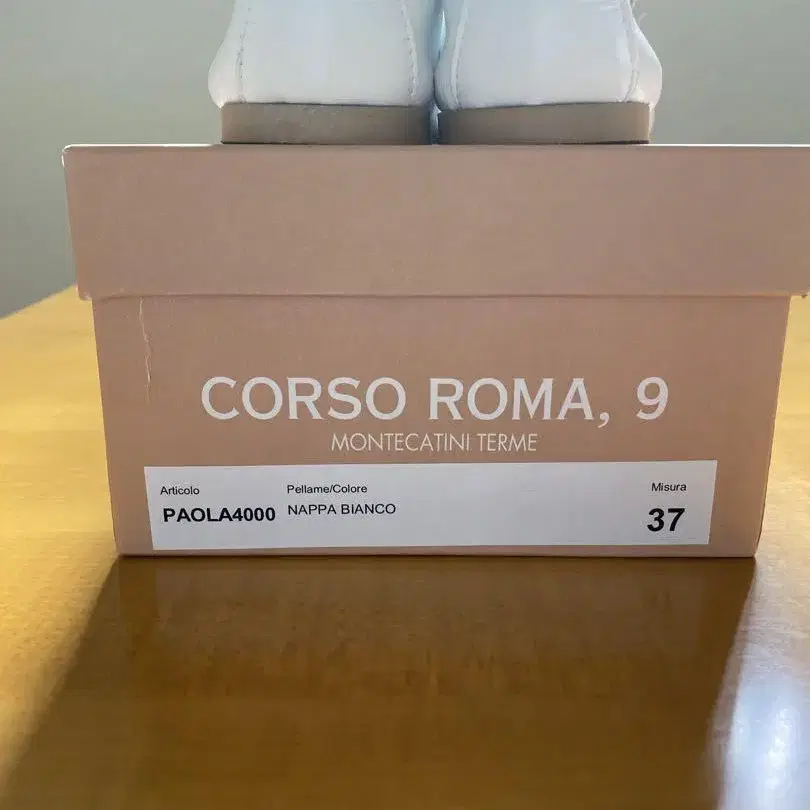 CORSO ROMA, 9
MONTECATINI TERME
Articolo Pellame/Colore Misura
PAOLA4000 NAPPA BIANCO 37